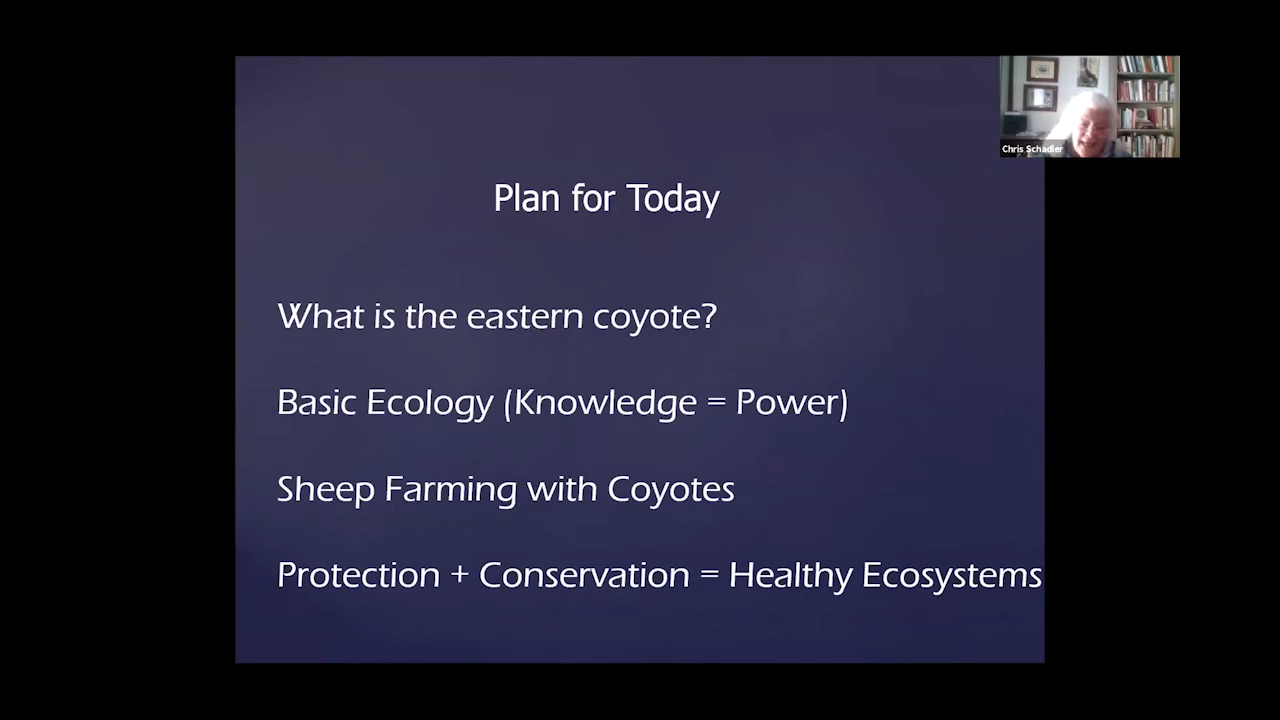 Plan for Today
Chris Schadler
What is the eastern coyote?
Basic Ecology (Knowledge = Power)
Sheep Farming with Coyotes
Protection + Conservation = Healthy Ecosystems